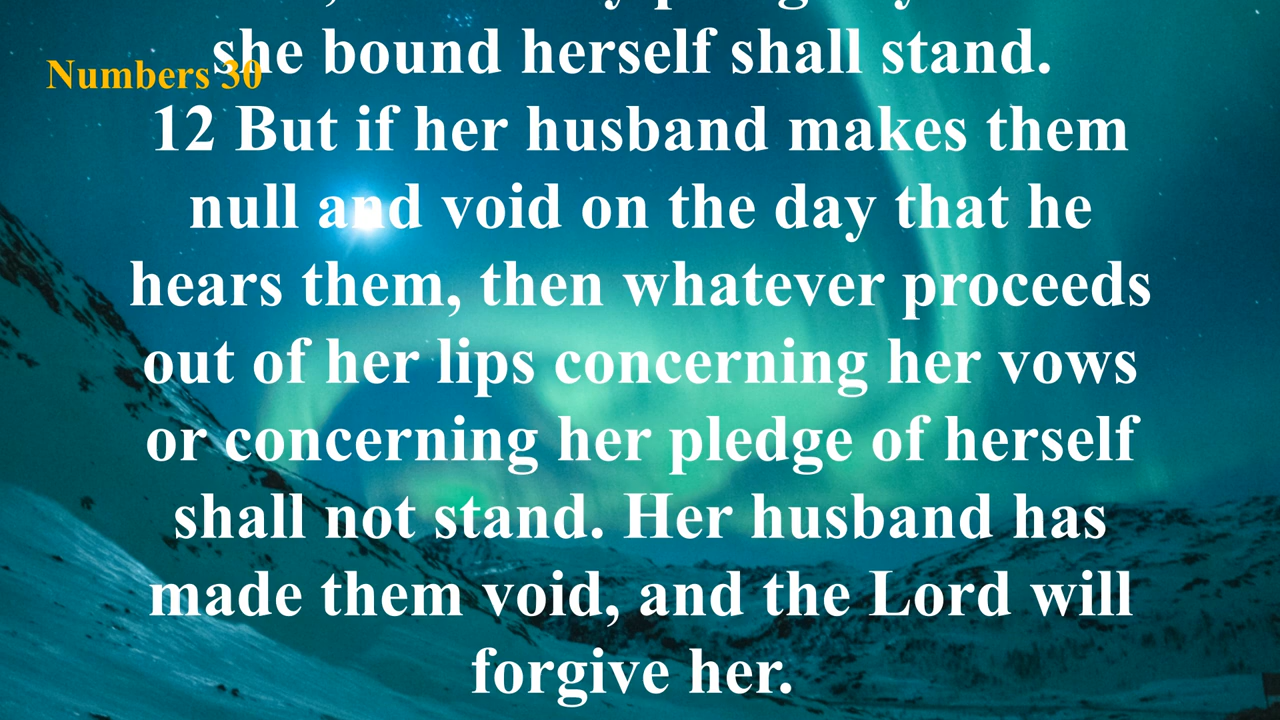 she bound herself shall stand.
Numbers 30
12 But if her husband makes them
null and void on the day that he
hears them, then whatever proceeds
out of her lips concerning her vows
or concerning her pledge of herself
shall not stand. Her husband has
made them void, and the Lord will
forgive her.